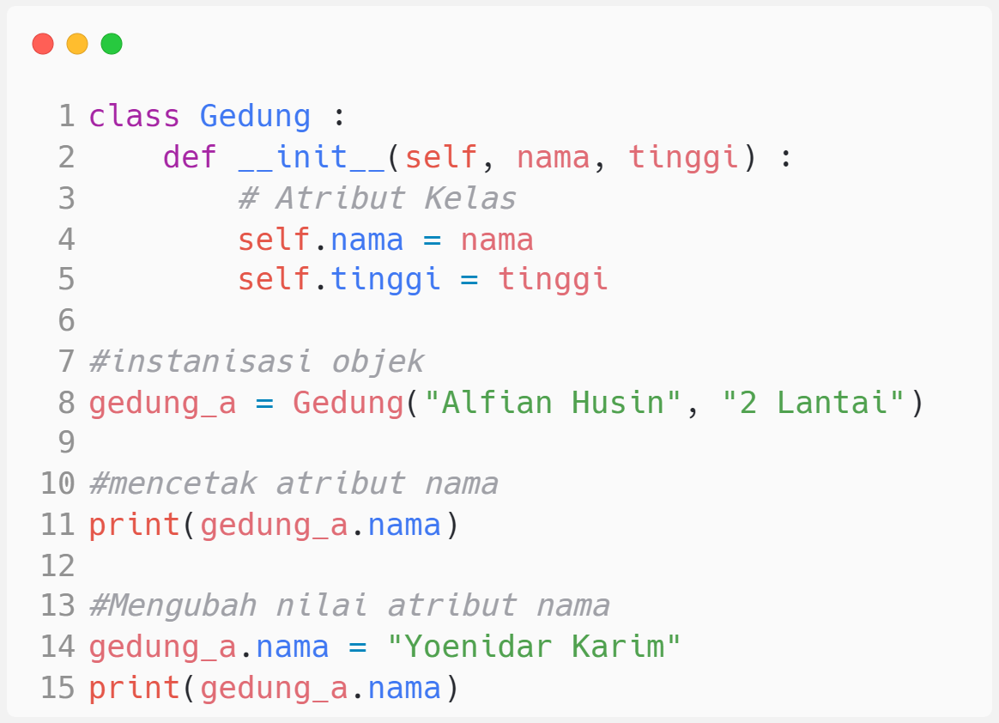 1 class Gedung :
2     def __init__(self, nama, tinggi) :
3         # Atribut Kelas
4         self.nama = nama
5         self.tinggi = tinggi
6
7 #instanisasi objek
8 gedung_a = Gedung("Alfian Husin", "2 Lantai")
9
10 #mencetak atribut nama
11 print(gedung_a.nama)
12
13 #Mengubah nilai atribut nama
14 gedung_a.nama = "Yoenidar Karim"
15 print(gedung_a.nama)